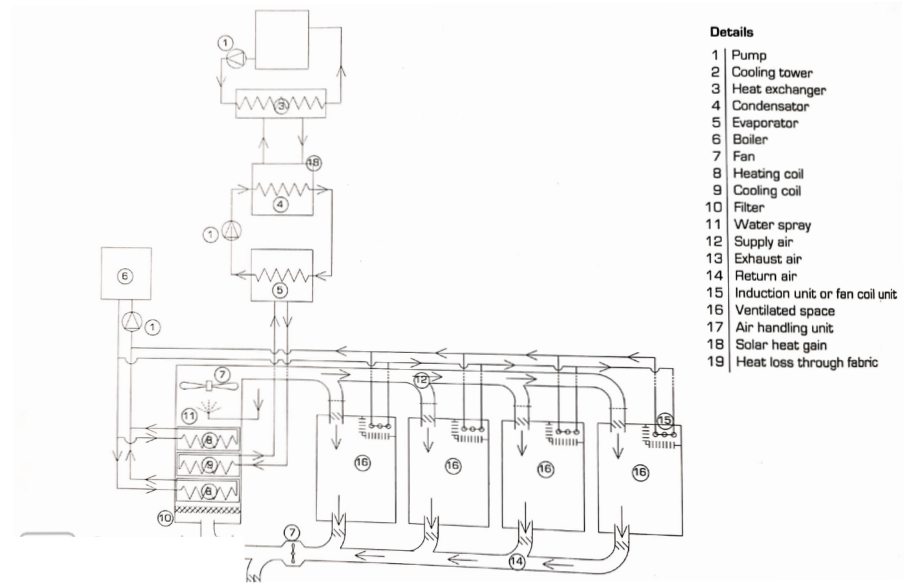 Details
1 Pump
2 Cooling tower
3 Heat exchanger
4 Condensator
5 Evaporator
6 Boiler
7 Fan
8 Heating coil
9 Cooling coil
10 Filter
11 Water spray
12 Supply air
13 Exhaust air
14 Return air
15 Induction unit or fan coil unit
16 Ventilated space
17 Air handling unit
18 Solar heat gain
19 Heat loss through fabric
1
3
18
4
1
5
6
1
7
12
11
15
8
9
8
16
16
16
16
10
7
14